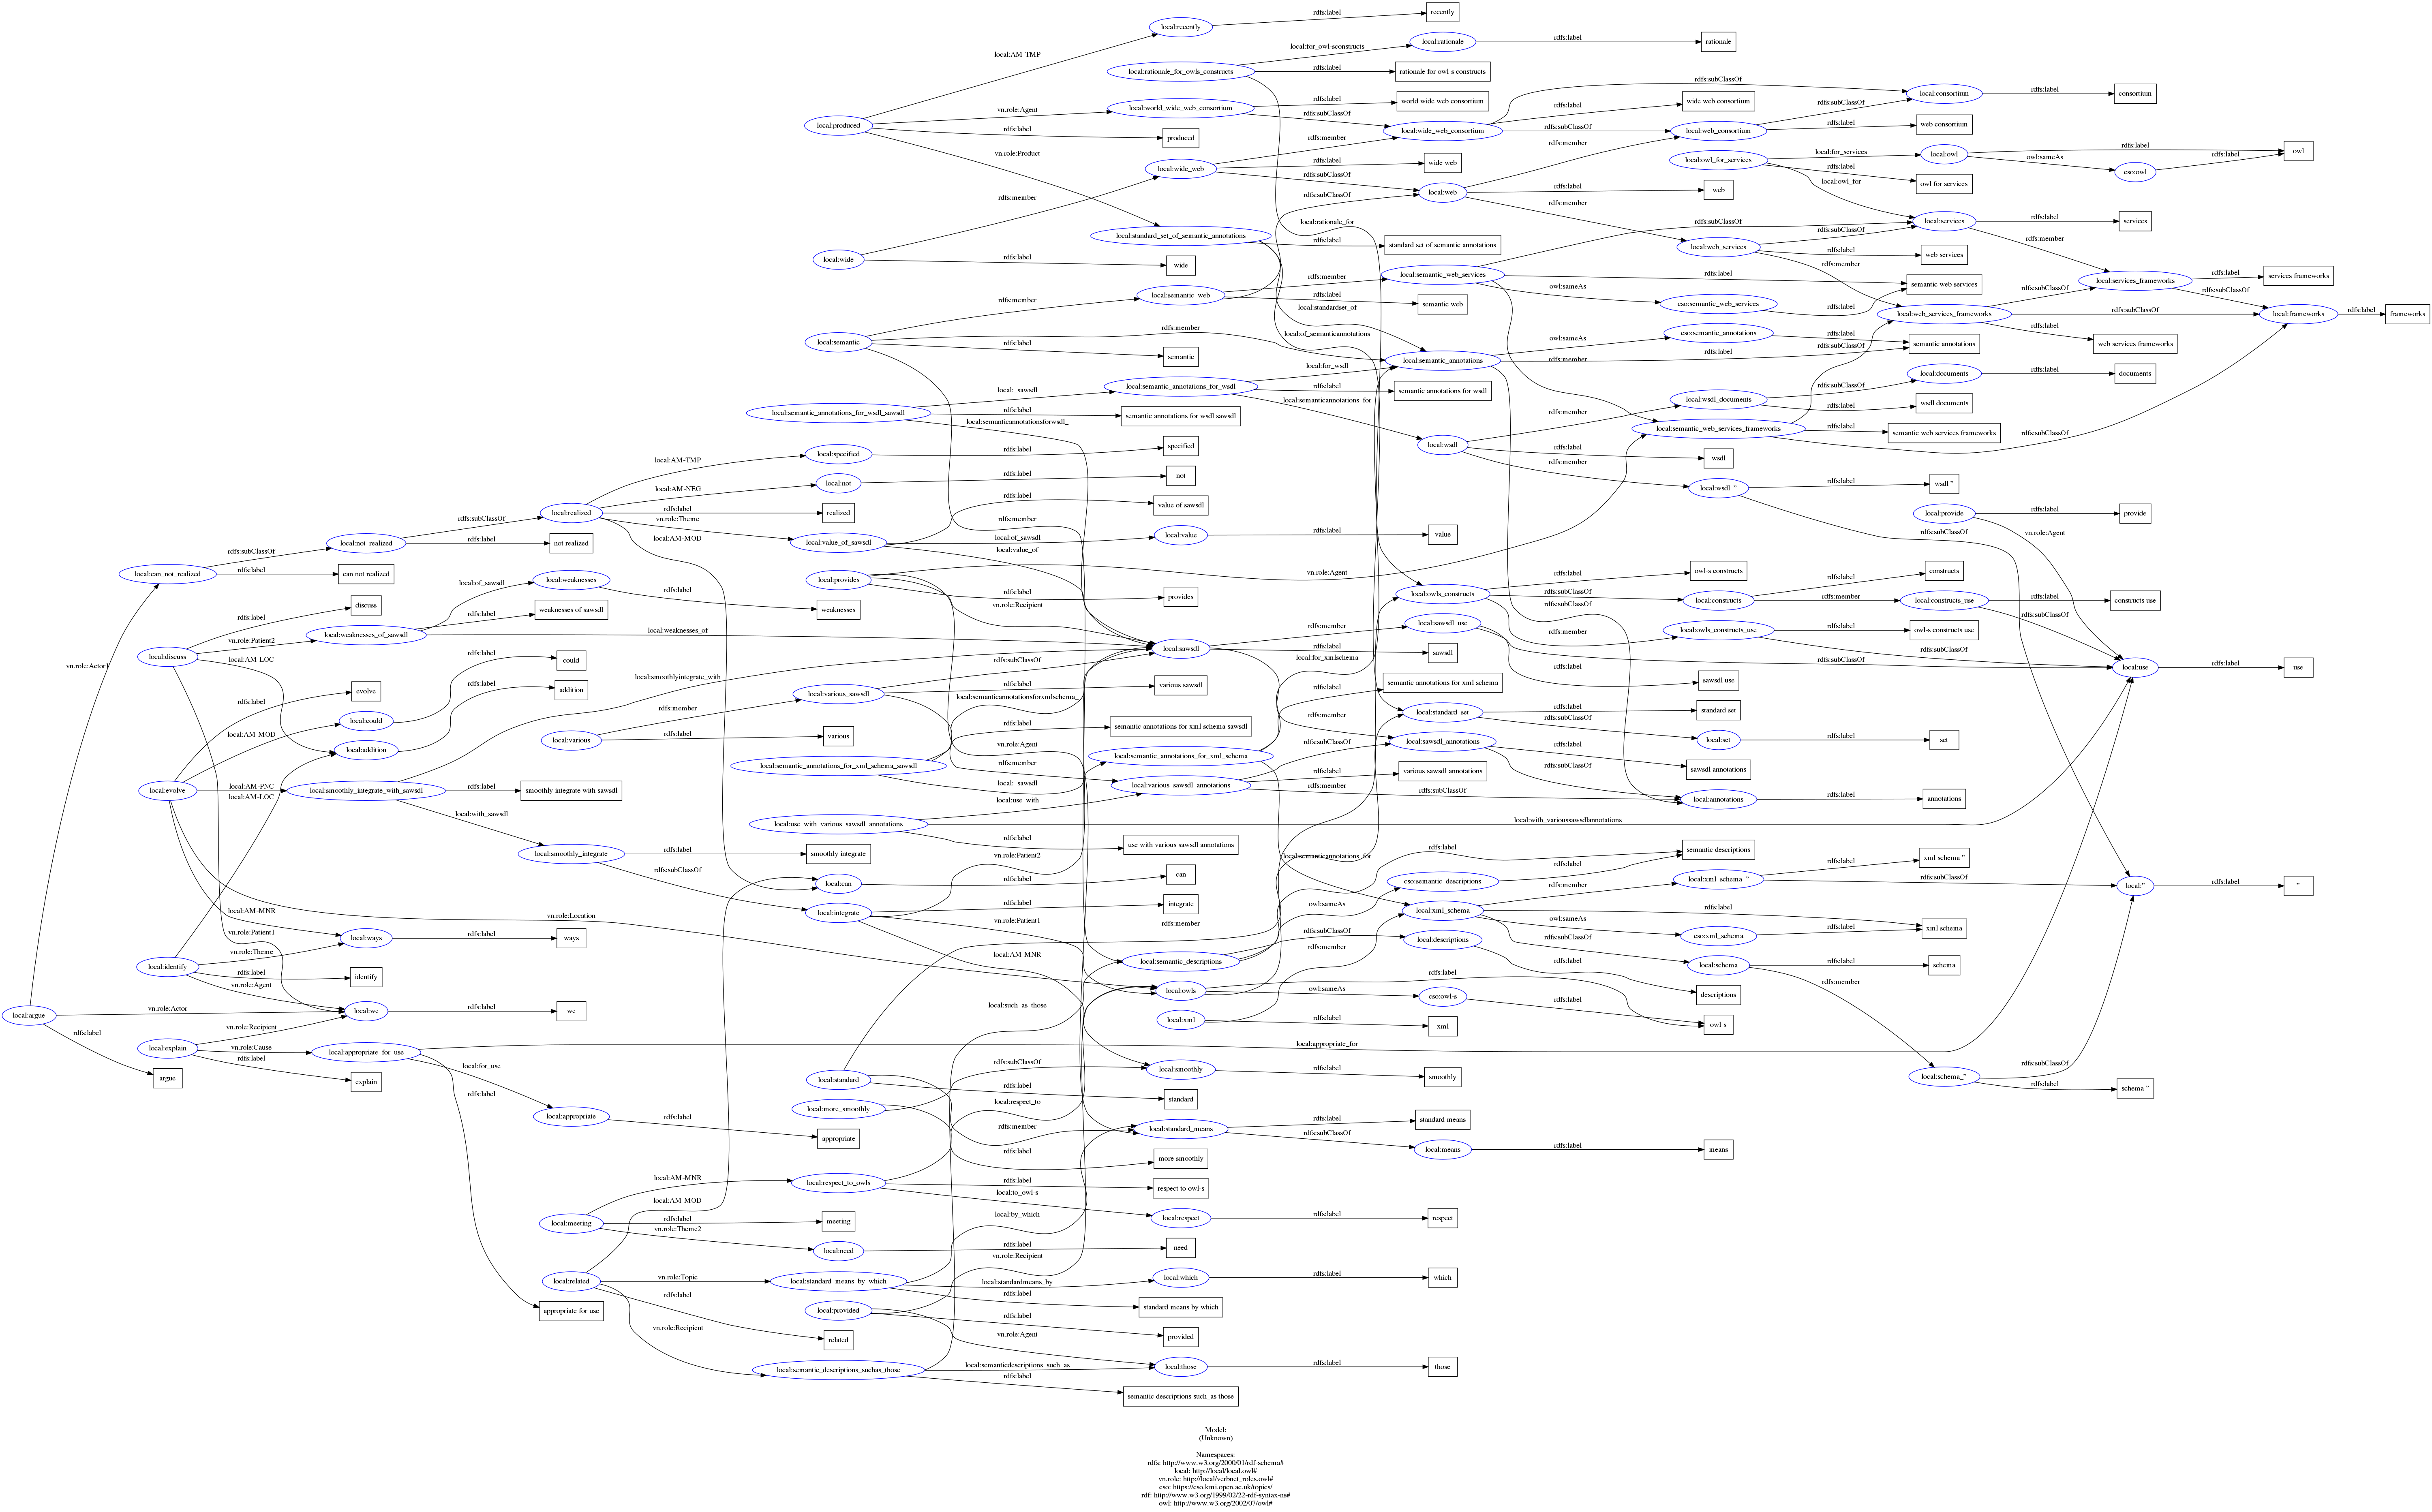 rdfs:label
recently
local:recently
local:AM-TMP
local:for_owl-sconstructs
local:rationale
rdfs:label
rationale
local:rationale_for_owls_constructs
rdfs:label
rationale for owl-s constructs
rdfs:subClassOf
local:produced
vn.role:Agent
local:world_wide_web_consortium
rdfs:label
world wide web consortium
rdfs:subClassOf
rdfs:label
wide web consortium
local:consortium
rdfs:label
consortium
rdfs:subClassOf
rdfs:label
produced
local:wide_web_consortium
rdfs:subClassOf
local:web_consortium
rdfs:label
web consortium
rdfs:member
vn.role:Product
local:wide_web
rdfs:label
wide web
rdfs:subClassOf
rdfs:member
local:owl_for_services
local:for_services
local:owl
rdfs:label
owl
owl:sameAs
cso:owl
rdfs:label
rdfs:label
owl for services
local:owl_for
rdfs:member
rdfs:subClassOf
local:web
rdfs:label
web
rdfs:member
local:rationale_for
rdfs:subClassOf
local:services
rdfs:label
services
local:standard_set_of_semantic_annotations
rdfs:label
standard set of semantic annotations
local:web_services
rdfs:subClassOf
rdfs:label
web services
rdfs:member
rdfs:member
local:wide
rdfs:label
wide
rdfs:member
local:semantic_web_services
rdfs:label
semantic web services
owl:sameAs
cso:semantic_web_services
rdfs:label
local:services_frameworks
rdfs:label
services frameworks
rdfs:subClassOf
rdfs:subClassOf
rdfs:member
local:semantic_web
rdfs:label
semantic web
local:standardset_of
local:web_services_frameworks
rdfs:subClassOf
local:frameworks
rdfs:label
frameworks
rdfs:label
web services frameworks
local:semantic
rdfs:member
rdfs:label
semantic
local:of_semanticannotations
local:semantic_annotations
owl:sameAs
cso:semantic_annotations
rdfs:label
semantic annotations
rdfs:label
rdfs:subClassOf
rdfs:member
local:for_wsdl
local:semantic_annotations_for_wsdl_sawsdl
local:_sawsdl
local:semantic_annotations_for_wsdl
rdfs:label
semantic annotations for wsdl
local:semanticannotations_for
rdfs:label
semantic annotations for wsdl sawsdl
local:semanticannotationsforwsdl_
local:wsdl_documents
rdfs:subClassOf
local:documents
rdfs:label
documents
rdfs:label
wsdl documents
rdfs:member
local:semantic_web_services_frameworks
rdfs:label
semantic web services frameworks
rdfs:subClassOf
local:wsdl
rdfs:label
wsdl
rdfs:member
local:wsdl_"
rdfs:label
wsdl "
local:AM-TMP
local:specified
rdfs:label
specified
local:AM-NEG
local:not
rdfs:label
not
rdfs:subClassOf
local:realized
rdfs:label
realized
vn.role:Theme
local:AM-MOD
local:value_of_sawsdl
rdfs:label
value of sawsdl
rdfs:member
local:of_sawsdl
local:value
rdfs:label
value
local:value_of
local:provide
rdfs:label
provide
rdfs:subClassOf
vn.role:Agent
rdfs:subClassOf
local:not_realized
rdfs:label
not realized
local:can_not_realized
rdfs:label
can not realized
vn.role:Agent
rdfs:label
owl-s constructs
rdfs:label
constructs
local:of_sawsdl
local:weaknesses
rdfs:label
weaknesses
local:provides
rdfs:label
provides
vn.role:Recipient
local:owls_constructs
rdfs:subClassOf
local:constructs
rdfs:member
local:constructs_use
rdfs:label
constructs use
rdfs:subClassOf
rdfs:subClassOf
rdfs:label
discuss
rdfs:label
weaknesses of sawsdl
vn.role:Patient2
local:weaknesses_of_sawsdl
local:weaknesses_of
rdfs:member
local:sawsdl_use
rdfs:member
local:owls_constructs_use
rdfs:label
owl-s constructs use
rdfs:subClassOf
local:discuss
local:AM-LOC
rdfs:label
could
local:sawsdl
rdfs:label
sawsdl
rdfs:subClassOf
local:use
rdfs:label
use
local:smoothlyintegrate_with
rdfs:subClassOf
local:for_xmlschema
rdfs:label
sawsdl use
rdfs:label
evolve
rdfs:label
addition
local:various_sawsdl
rdfs:label
various sawsdl
rdfs:label
semantic annotations for xml schema
local:semanticannotationsforxmlschema_
rdfs:member
local:AM-MOD
local:could
local:standard_set
rdfs:label
standard set
rdfs:subClassOf
local:various
rdfs:label
various
rdfs:label
semantic annotations for xml schema sawsdl
rdfs:member
local:sawsdl_annotations
local:set
rdfs:label
set
rdfs:label
sawsdl annotations
local:addition
vn.role:Agent
local:semantic_annotations_for_xml_schema
rdfs:subClassOf
rdfs:subClassOf
local:semantic_annotations_for_xml_schema_sawsdl
rdfs:member
local:_sawsdl
rdfs:label
various sawsdl annotations
local:various_sawsdl_annotations
rdfs:member
rdfs:subClassOf
local:annotations
rdfs:label
annotations
local:evolve
local:AM-PNC
local:AM-LOC
local:smoothly_integrate_with_sawsdl
rdfs:label
smoothly integrate with sawsdl
local:use_with
local:with_sawsdl
local:use_with_various_sawsdl_annotations
local:with_varioussawsdlannotations
rdfs:label
use with various sawsdl annotations
local:smoothly_integrate
rdfs:label
smoothly integrate
rdfs:subClassOf
vn.role:Patient2
local:semanticannotations_for
rdfs:label
semantic descriptions
rdfs:label
rdfs:label
xml schema "
local:can
rdfs:label
can
cso:semantic_descriptions
local:xml_schema_"
rdfs:subClassOf
local:"
rdfs:label
"
owl:sameAs
rdfs:member
local:AM-MNR
vn.role:Location
local:integrate
rdfs:label
integrate
vn.role:Patient1
rdfs:member
local:xml_schema
rdfs:label
xml schema
owl:sameAs
cso:xml_schema
rdfs:label
vn.role:Patient1
local:ways
rdfs:label
ways
rdfs:subClassOf
local:descriptions
rdfs:member
rdfs:subClassOf
vn.role:Theme
local:AM-MNR
local:semantic_descriptions
rdfs:label
local:schema
rdfs:label
schema
rdfs:member
local:identify
rdfs:label
identify
vn.role:Agent
local:owls
rdfs:label
owl:sameAs
cso:owl-s
rdfs:label
descriptions
local:such_as_those
local:argue
vn.role:Actor1
vn.role:Actor
local:we
rdfs:label
we
local:xml
rdfs:label
xml
owl-s
rdfs:label
vn.role:Recipient
local:explain
vn.role:Cause
local:appropriate_for_use
local:appropriate_for
rdfs:label
argue
rdfs:label
explain
local:for_use
rdfs:label
local:standard
rdfs:subClassOf
local:smoothly
rdfs:label
smoothly
rdfs:subClassOf
local:schema_"
rdfs:label
schema "
rdfs:label
standard
local:more_smoothly
local:respect_to
local:appropriate
rdfs:label
appropriate
rdfs:member
local:standard_means
rdfs:label
standard means
rdfs:subClassOf
local:means
rdfs:label
means
rdfs:label
more smoothly
local:AM-MNR
local:respect_to_owls
rdfs:label
respect to owl-s
local:AM-MOD
local:to_owl-s
local:respect
rdfs:label
respect
local:meeting
rdfs:label
meeting
local:by_which
vn.role:Theme2
local:need
rdfs:label
need
vn.role:Recipient
local:related
vn.role:Topic
local:standard_means_by_which
local:standardmeans_by
local:which
rdfs:label
which
rdfs:label
standard means by which
appropriate for use
rdfs:label
related
local:provided
rdfs:label
provided
vn.role:Recipient
vn.role:Agent
local:semantic_descriptions_suchas_those
local:semanticdescriptions_such_as
local:those
rdfs:label
those
rdfs:label
semantic descriptions such_as those
Model:
(Unknown)
Namespaces:
rdfs: http://www.w3.org/2000/01/rdf-schema#
local: http://local/local.owl#
vn.role: http://local/verbnet_roles.owl#
cso: https://cso.kmi.open.ac.uk/topics/
rdf: http://www.w3.org/1999/02/22-rdf-syntax-ns#
owl: http://www.w3.org/2002/07/owl#